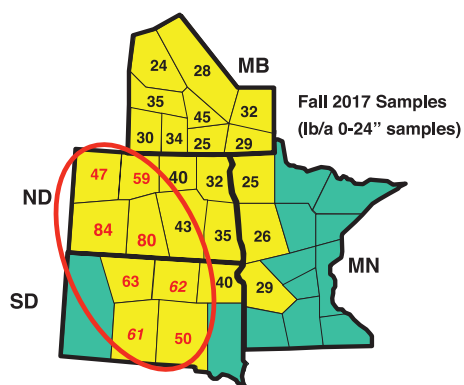 24 28 MB
35 45 32
30 34 25 29
Fall 2017 Samples
(lb/a 0-24” samples)
47 59 40 32 25
ND
84 80 43 35 26
MN
SD
63 62 40 29
61 50